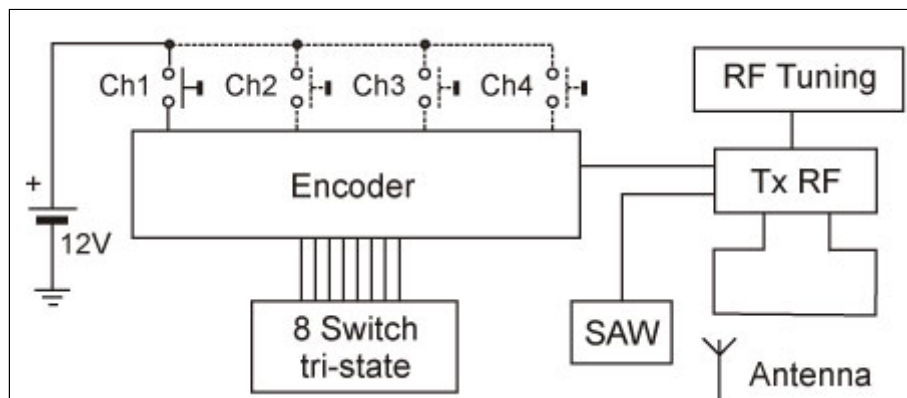 Ch1
Ch2
Ch3
Ch4
RF Tuning
Encoder
Tx RF
+
12V
8 Switch
tri-state
SAW
Antenna